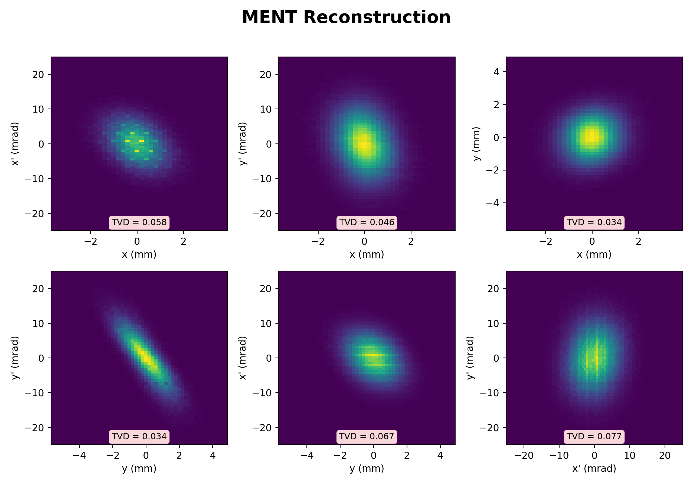 MENT Reconstruction
20
10
0
−10
−20
x' (mrad)
TVD = 0.058
−2
0
2
x (mm)
20
10
0
−10
−20
y' (mrad)
TVD = 0.046
−2
0
2
x (mm)
4
2
0
−2
−4
y (mm)
TVD = 0.034
−2
0
2
x (mm)
20
10
0
−10
−20
y' (mrad)
TVD = 0.034
−4
−2
0
2
4
y (mm)
20
10
0
−10
−20
x' (mrad)
TVD = 0.067
−4
−2
0
2
4
y (mm)
20
10
0
−10
−20
y' (mrad)
TVD = 0.077
−20
−10
0
10
20
x' (mrad)